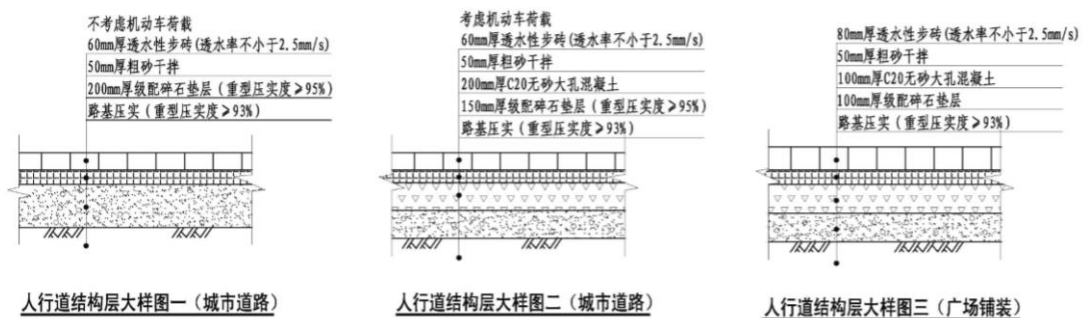 不考虑机动车荷载
60mm厚透水性步砖(透水率不小于2.5mm/s)
50mm厚粗砂干拌
200mm厚级配碎石垫层（重型压实度≥95%）
路基压实（重型压实度≥93%）
人行道结构层大样图一（城市道路）
考虑机动车荷载
60mm厚透水性步砖(透水率不小于2.5mm/s)
50mm厚粗砂干拌
200mm厚C20无砂大孔混凝土
150mm厚级配碎石垫层（重型压实度≥95%）
路基压实（重型压实度≥93%）
人行道结构层大样图二（城市道路）
80mm厚透水性步砖(透水率不小于2.5mm/s)
50mm厚粗砂干拌
100mm厚C20无砂大孔混凝土
100mm厚级配碎石垫层
路基压实（重型压实度≥93%）
人行道结构层大样图三（广场铺装）